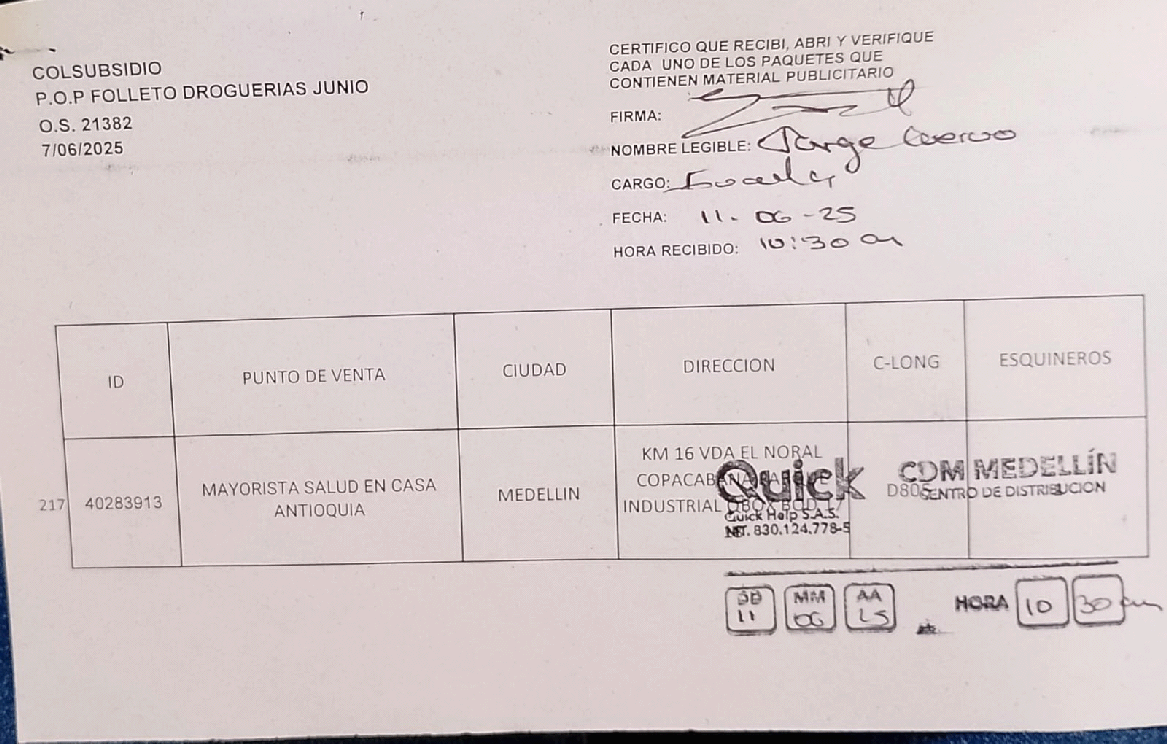 COLSUBSIDIO
P.O.P FOLLETO DROGUERIAS JUNIO
O.S. 21382
7/06/2025
CERTIFICO QUE RECIBI, ABRI Y VERIFIQUE
CADA UNO DE LOS PAQUETES QUE
CONTIENEN MATERIAL PUBLICITARIO
FIRMA:
NOMBRE LEGIBLE: Jorge Cuervo
CARGO:
FECHA: 11-06-25
HORA RECIBIDO: 10:30 am
ID PUNTO DE VENTA CIUDAD DIRECCION C-LONG ESQUINEROS
217 40283913 MAYORISTA SALUD EN CASA
ANTIOQUIA
MEDELLIN
KM 16 VDA EL NORAL
COPACABANA
INDUSTRIAL
D80S
Quick
Quick Help S.A.S.
NIT. 830.124.778-5
CDM MEDELLÍN
CENTRO DE DISTRIBUCION
DD MM AA HORA
11 06 25 10 30 am